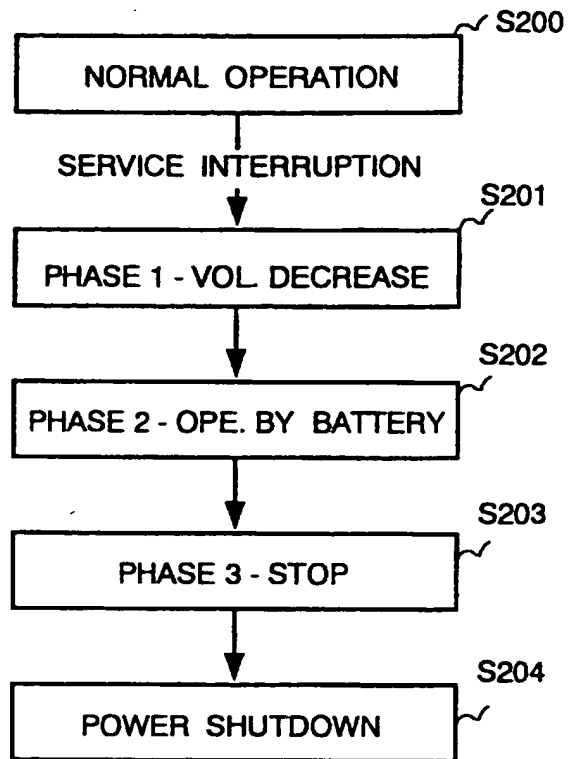 S200
NORMAL OPERATION
SERVICE INTERRUPTION
S201
PHASE 1 - VOL. DECREASE
S202
PHASE 2 - OPE. BY BATTERY
S203
PHASE 3 - STOP
S204
POWER SHUTDOWN